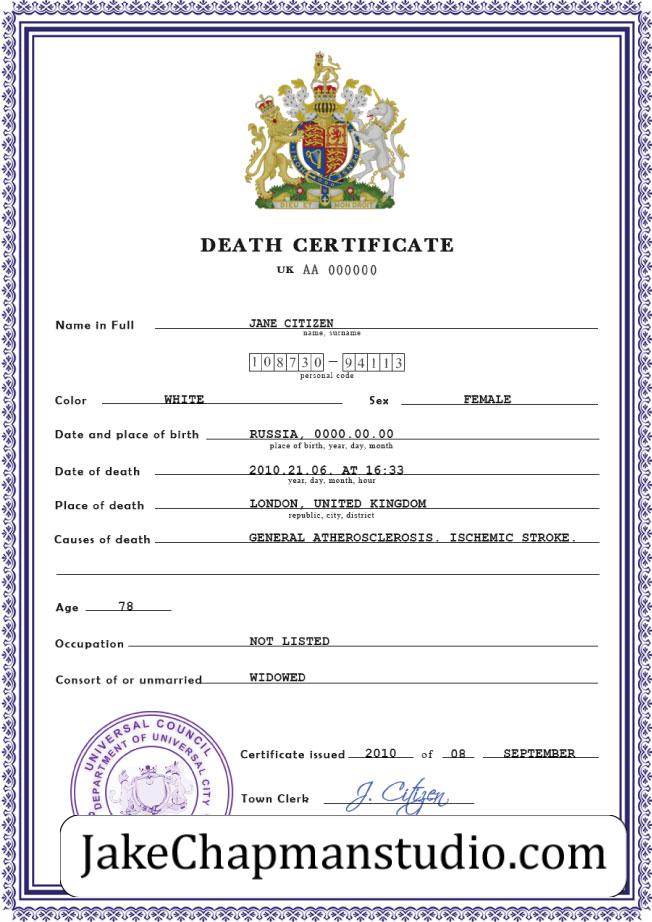 DIEU ET MON DROIT
DEATH CERTIFICATE
UK AA 000000
Name in Full JANE CITIZEN
name, surname
108730 – 94113
personal code
Color WHITE Sex FEMALE
Date and place of birth RUSSIA, 0000.00.00
place of birth, year, day, month
Date of death 2010.21.06. AT 16:33
year, day, month, hour
Place of death LONDON, UNITED KINGDOM
republic, city, district
Causes of death GENERAL ATHEROSCLEROSIS. ISCHEMIC STROKE.
Age 78
Occupation NOT LISTED
Consort of or unmarried WIDOWED
UNIVERSAL COUNCIL
DEPARTMENT OF UNIVERSAL CITY
Certificate issued 2010 of 08 SEPTEMBER
Town Clerk J. Citizen
JakeChapmanstudio.com